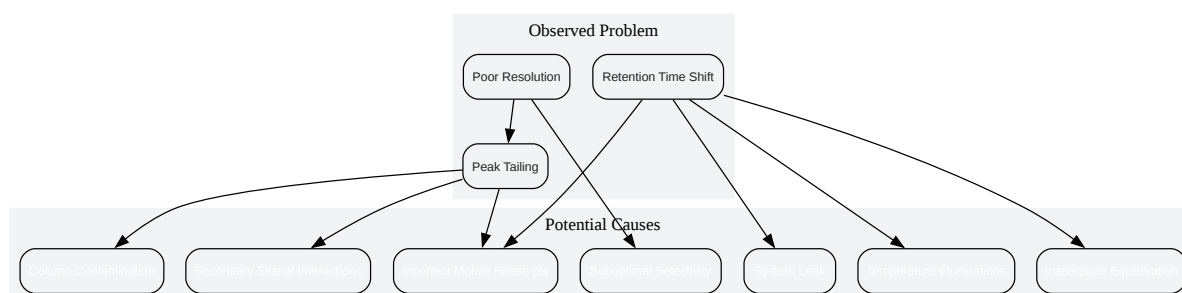 Observed Problem
Poor Resolution
Retention Time Shift
Peak Tailing
Potential Causes
Column Contamination
Secondary Silanol Interactions
Incorrect Mobile Phase pH
Suboptimal Selectivity
System Leak
Temperature Fluctuations
Inadequate Equilibration